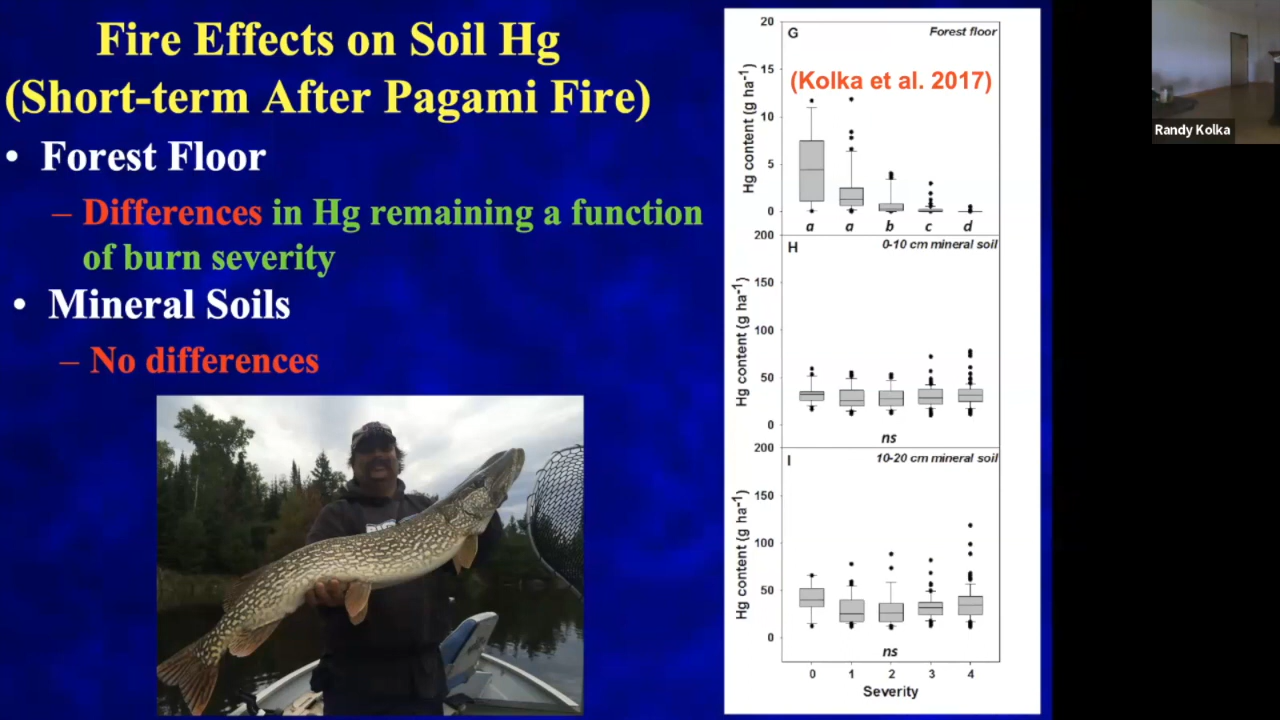 Fire Effects on Soil Hg
(Short-term After Pagami Fire)
• Forest Floor
– Differences in Hg remaining a function
of burn severity
• Mineral Soils
– No differences
G
Forest floor
(Kolka et al. 2017)
Hg content (g ha-1)
20
15
10
5
0
a a b c d
H
0-10 cm mineral soil
Hg content (g ha-1)
200
150
100
50
0
ns
I
10-20 cm mineral soil
Hg content (g ha-1)
200
150
100
50
0
ns
0 1 2 3 4
Severity
Randy Kolka